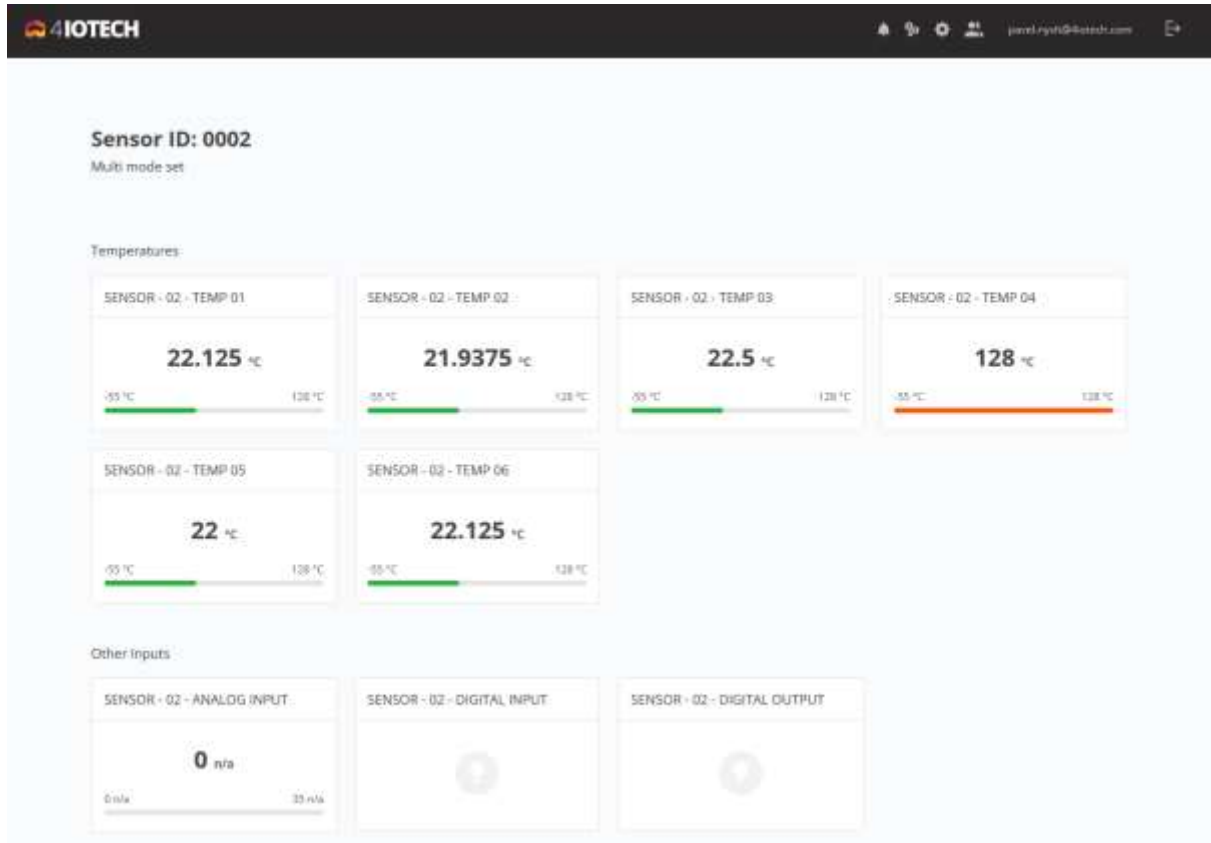 4IOTECH
Sensor ID: 0002
Multi mode set
Temperatures
SENSOR - 02 - TEMP 01
22.125 °C
-55 °C 128 °C
SENSOR - 02 - TEMP 02
21.9375 °C
-55 °C 128 °C
SENSOR - 02 - TEMP 03
22.5 °C
-55 °C 128 °C
SENSOR - 02 - TEMP 04
128 °C
-55 °C 128 °C
SENSOR - 02 - TEMP 05
22 °C
-55 °C 128 °C
SENSOR - 02 - TEMP 06
22.125 °C
-55 °C 128 °C
Other Inputs
SENSOR - 02 - ANALOG INPUT
0 n/a
0 n/a 35 n/a
SENSOR - 02 - DIGITAL INPUT
SENSOR - 02 - DIGITAL OUTPUT